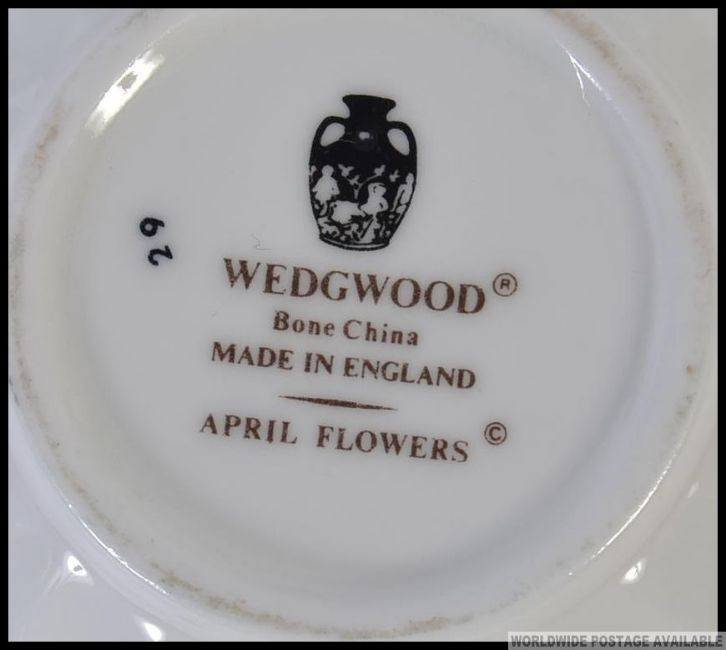 29
WEDGWOOD®
Bone China
MADE IN ENGLAND
APRIL FLOWERS ©
WORLDWIDE POSTAGE AVAILABLE